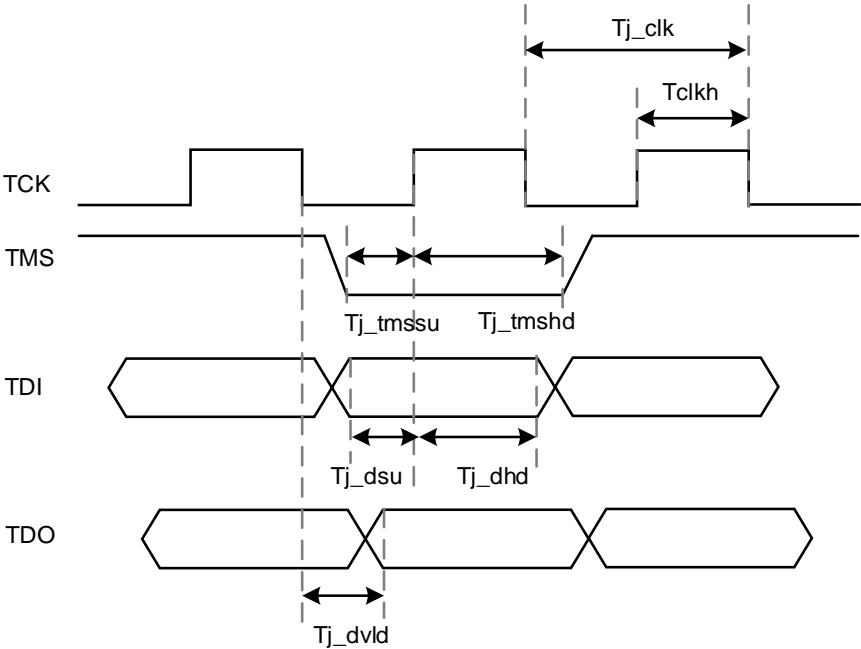 Tj_clk
Tclkh
TCK
TMS
Tj_tmssu
Tj_tmshd
TDI
Tj_dsu
Tj_dhd
TDO
Tj_dvld